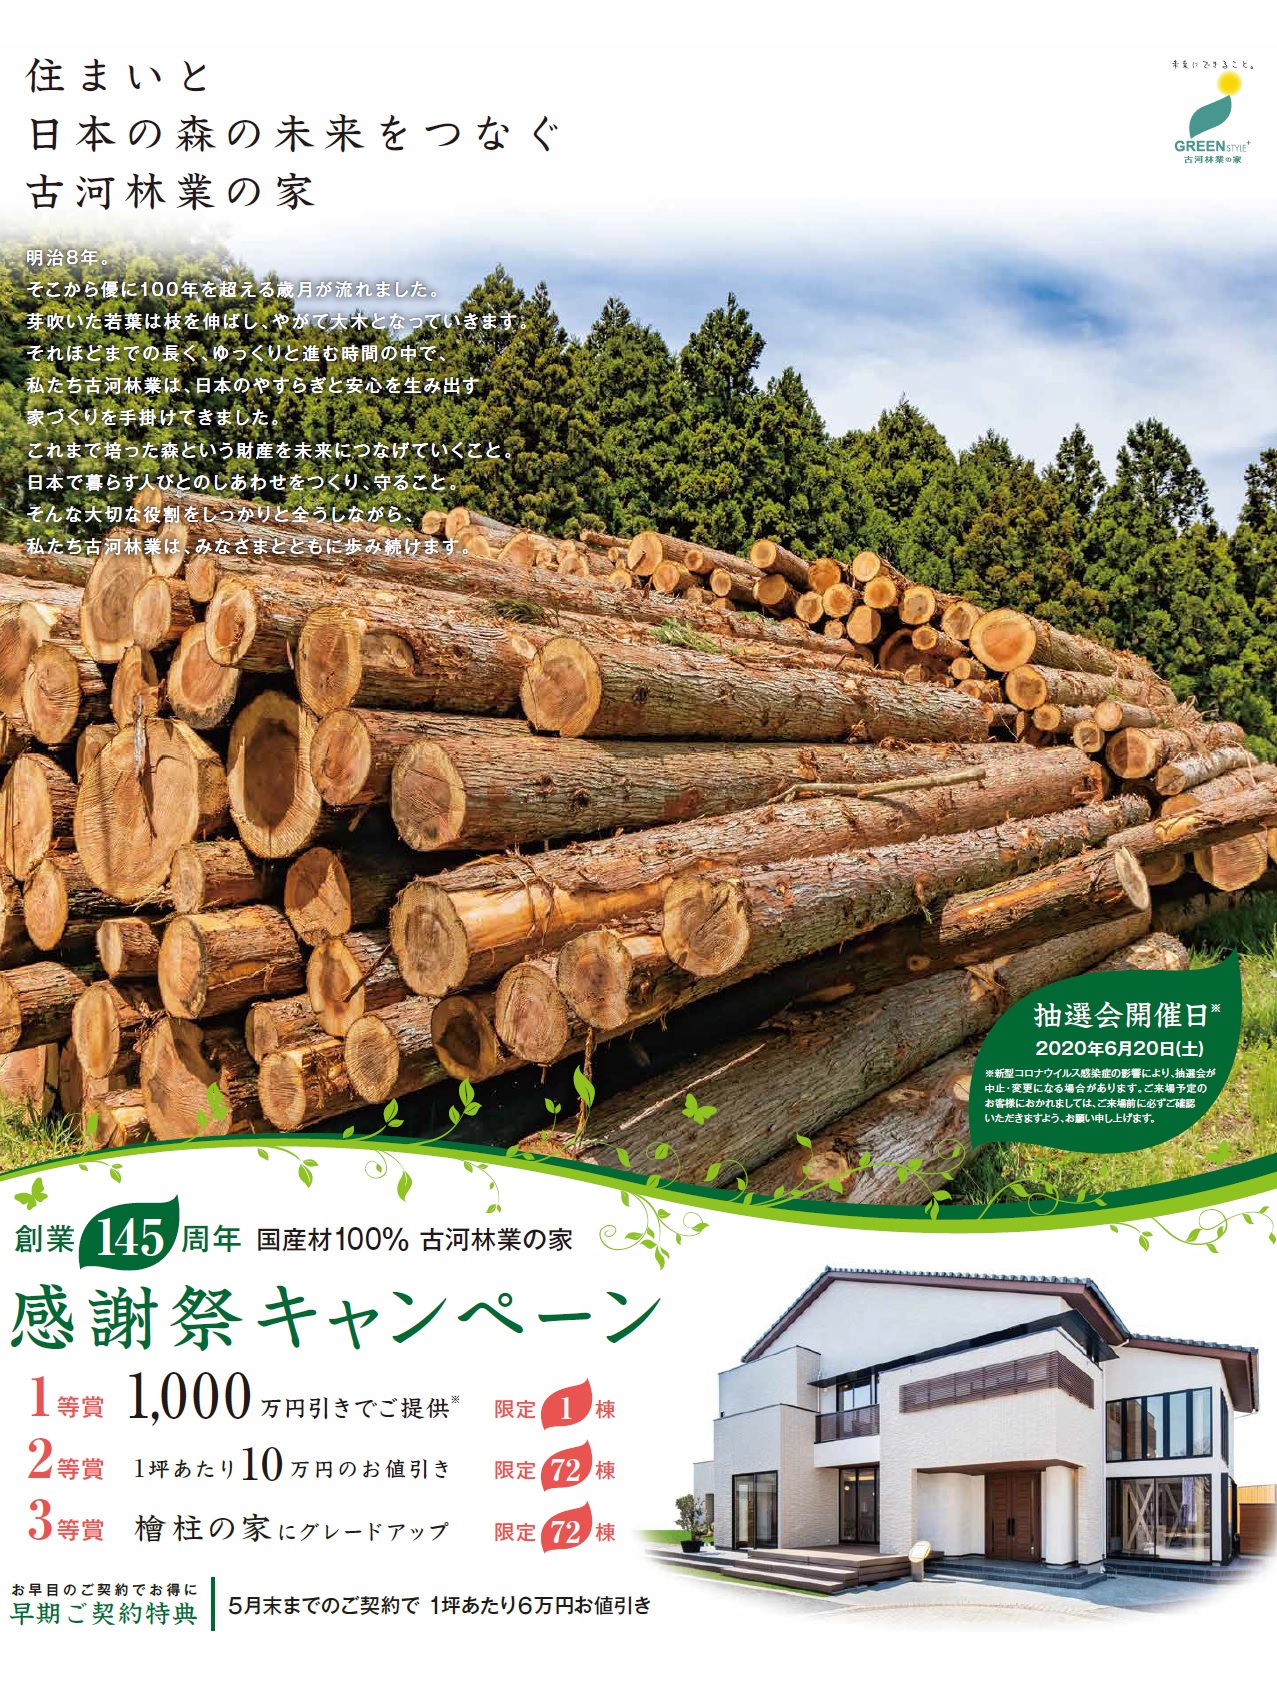 住まいと
日本の森の未来をつなぐ
古河林業の家
未来にできること。
GREEN STYLE+
古河林業の家
明治8年。
そこから優に100年を超える歳月が流れました。
芽吹いた若葉は枝を伸ばし、やがて大木となっていきます。
それほどまでの長く、ゆっくりと進む時間の中で、
私たち古河林業は、日本のやすらぎと安心を生み出す
家づくりを手掛けてきました。
これまで培った森という財産を未来につなげていくこと。
日本で暮らす人びとのしあわせをつくり、守ること。
そんな大切な役割をしっかりと全うしながら、
私たち古河林業は、みなさまとともに歩み続けます。
抽選会開催日※
2020年6月20日(土)
※新型コロナウイルス感染症の影響により、抽選会が
中止・変更になる場合があります。ご来場予定の
お客様におかれましては、ご来場前に必ずご確認
いただきますよう、お願い申し上げます。
創業145周年 国産材100% 古河林業の家
感謝祭キャンペーン
1等賞 1,000万円引きでご提供※ 限定1棟
2等賞 1坪あたり10万円のお値引き 限定72棟
3等賞 檜柱の家にグレードアップ 限定72棟
お早目のご契約でお得に
早期ご契約特典 5月末までのご契約で 1坪あたり6万円お値引き